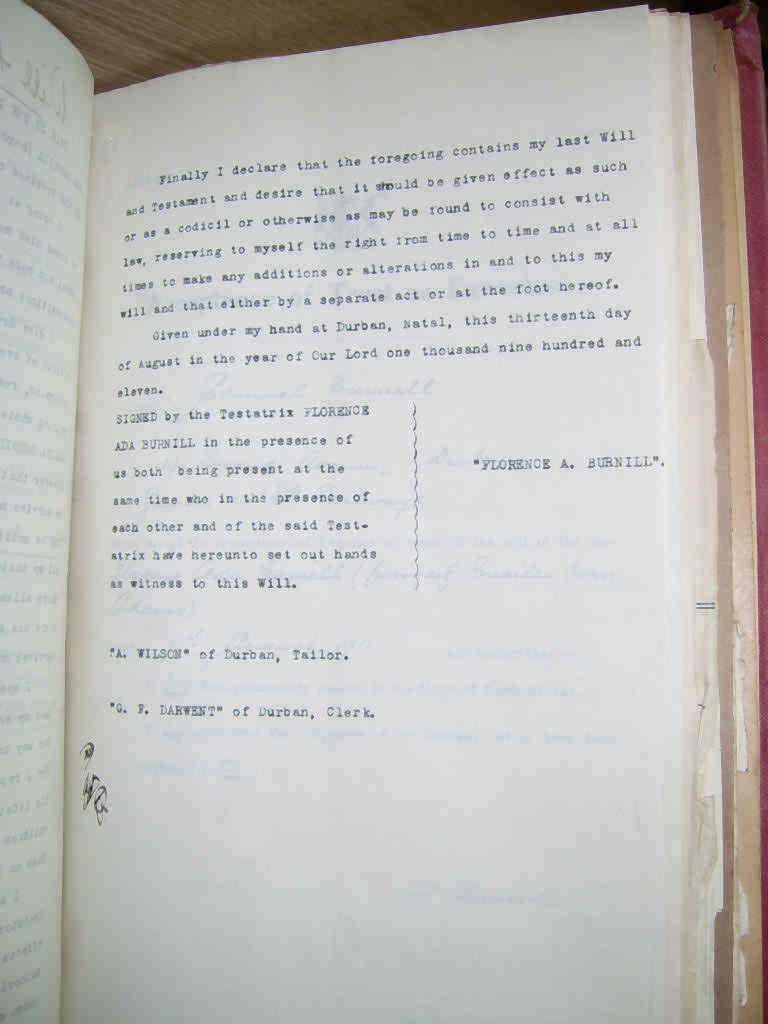 Finally I declare that the foregoing contains my last Will
and Testament and desire that it should be given effect as such
or as a codicil or otherwise as may be found to consist with
law, reserving to myself the right from time to time and at all
times to make any additions or alterations in and to this my
will and that either by a separate act or at the foot hereof.
Given under my hand at Durban, Natal, this thirteenth day
of August in the year of Our Lord one thousand nine hundred and
eleven.
SIGNED by the Testatrix FLORENCE
ADA BURNILL in the presence of
us both being present at the
same time who in the presence of
each other and of the said Test-
atrix have hereunto set out hands
as witness to this Will.
"FLORENCE A. BURNILL".
"A. WILSON" of Durban, Tailor.
"G. F. DARWENT" of Durban, Clerk.